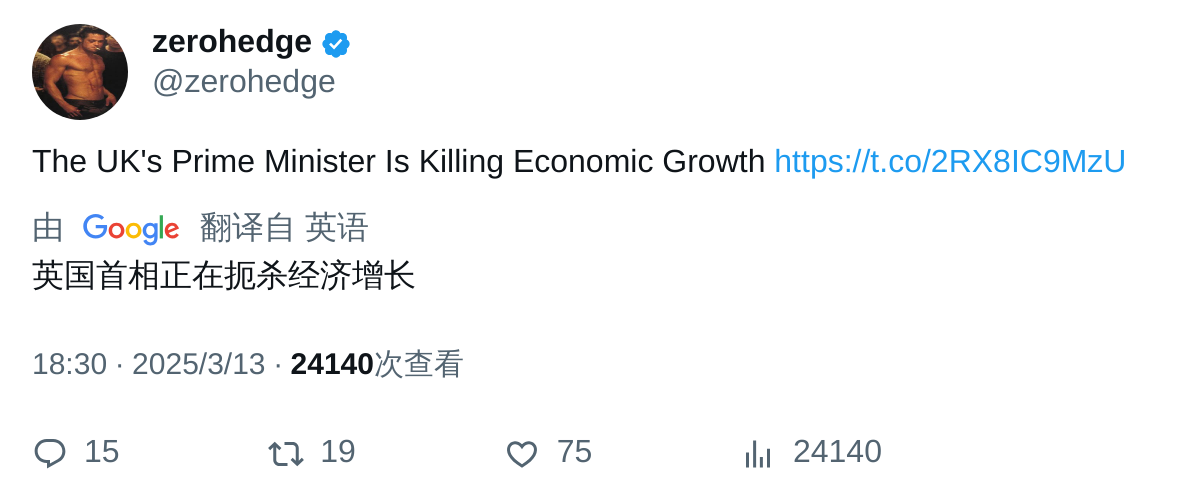 zerohedge
@zerohedge
The UK's Prime Minister Is Killing Economic Growth https://t.co/2RX8IC9MzU
由 Google 翻译自 英语
英国首相正在扼杀经济增长
18:30 · 2025/3/13 · 24140次查看
15 19 75 24140